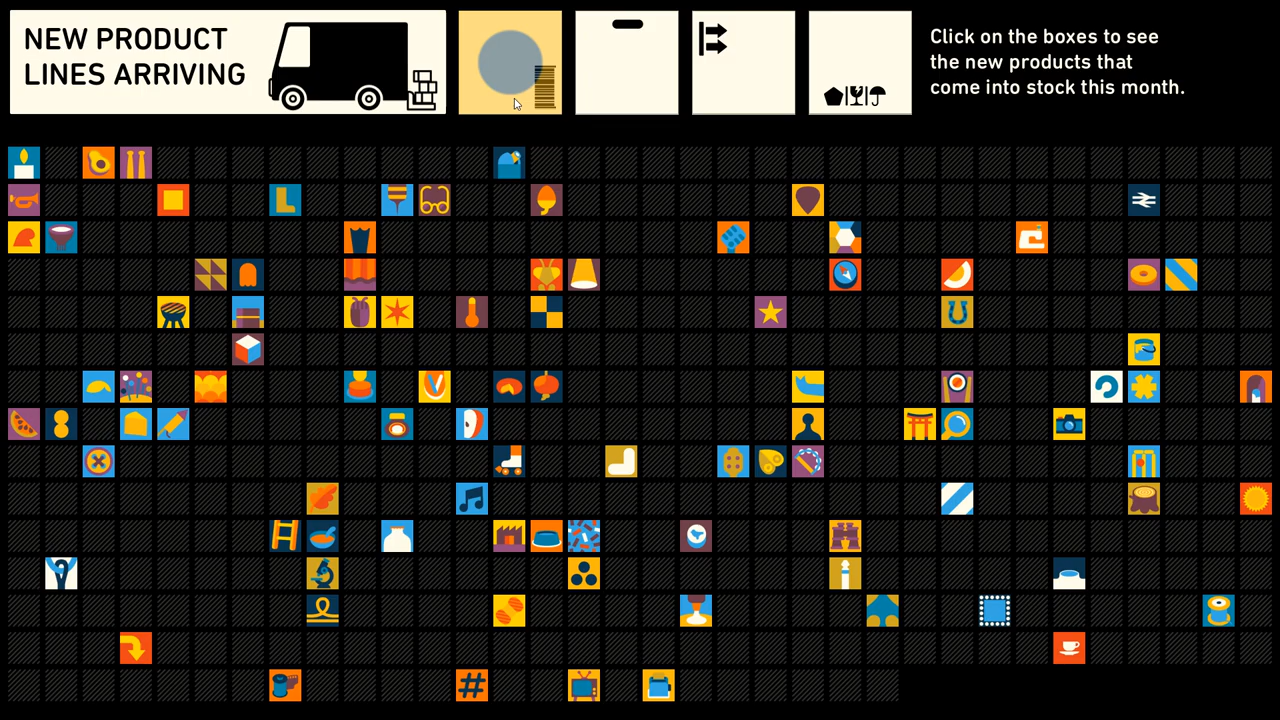 NEW PRODUCT
LINES ARRIVING
Click on the boxes to see
the new products that
come into stock this month.
#